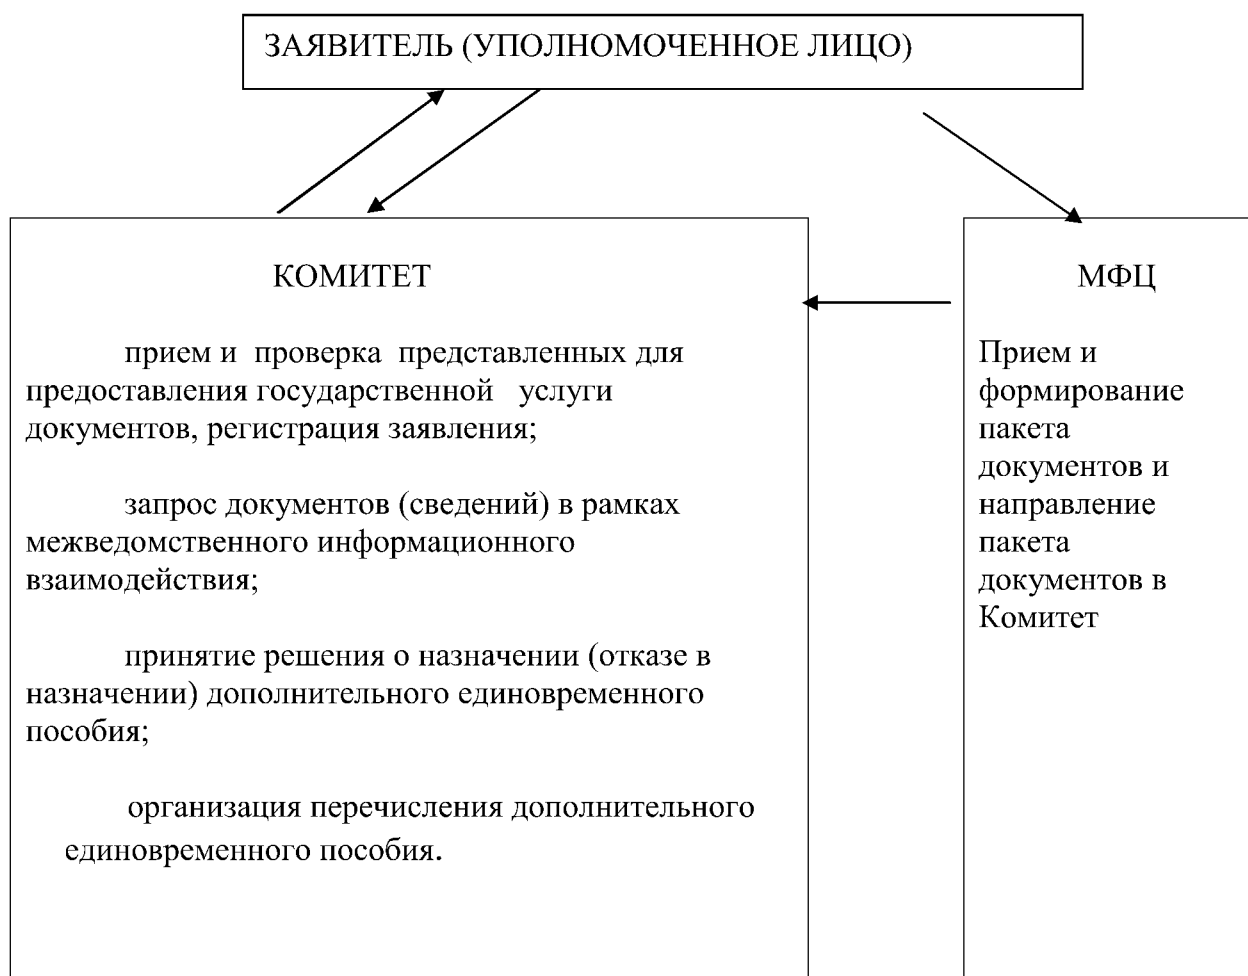 ЗАЯВИТЕЛЬ (УПОЛНОМОЧЕННОЕ ЛИЦО)
КОМИТЕТ
прием и проверка представленных для
предоставления государственной услуги
документов, регистрация заявления;
запрос документов (сведений) в рамках
межведомственного информационного
взаимодействия;
принятие решения о назначении (отказе в
назначении) дополнительного единовременного
пособия;
организация перечисления дополнительного
единовременного пособия.
МФЦ
Прием и
формирование
пакета
документов и
направление
пакета
документов в
Комитет